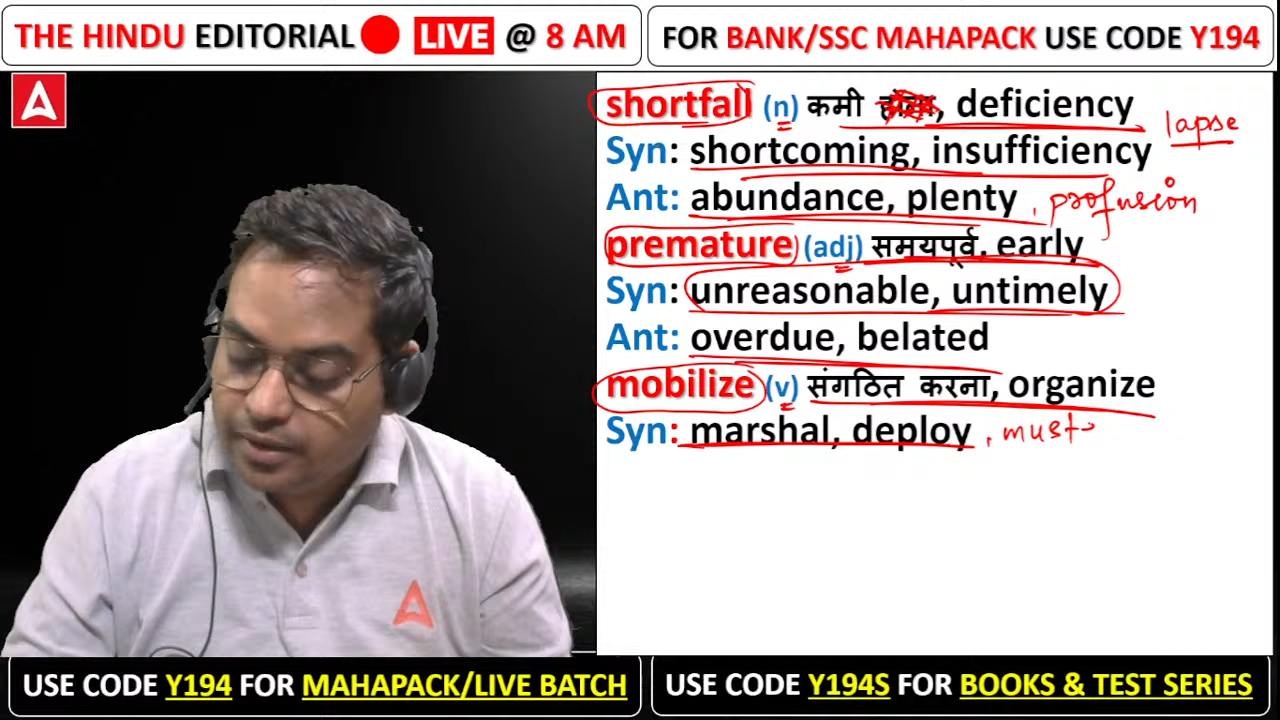 THE HINDU EDITORIAL LIVE @ 8 AM
FOR BANK/SSC MAHAPACK USE CODE Y194
shortfall (n) कमी, deficiency
lapse
Syn: shortcoming, insufficiency
Ant: abundance, plenty, profusion
premature (adj) समयपूर्व, early
Syn: unreasonable, untimely
Ant: overdue, belated
mobilize (v) संगठित करना, organize
Syn: marshal, deploy,
USE CODE Y194 FOR MAHAPACK/LIVE BATCH
USE CODE Y194S FOR BOOKS & TEST SERIES